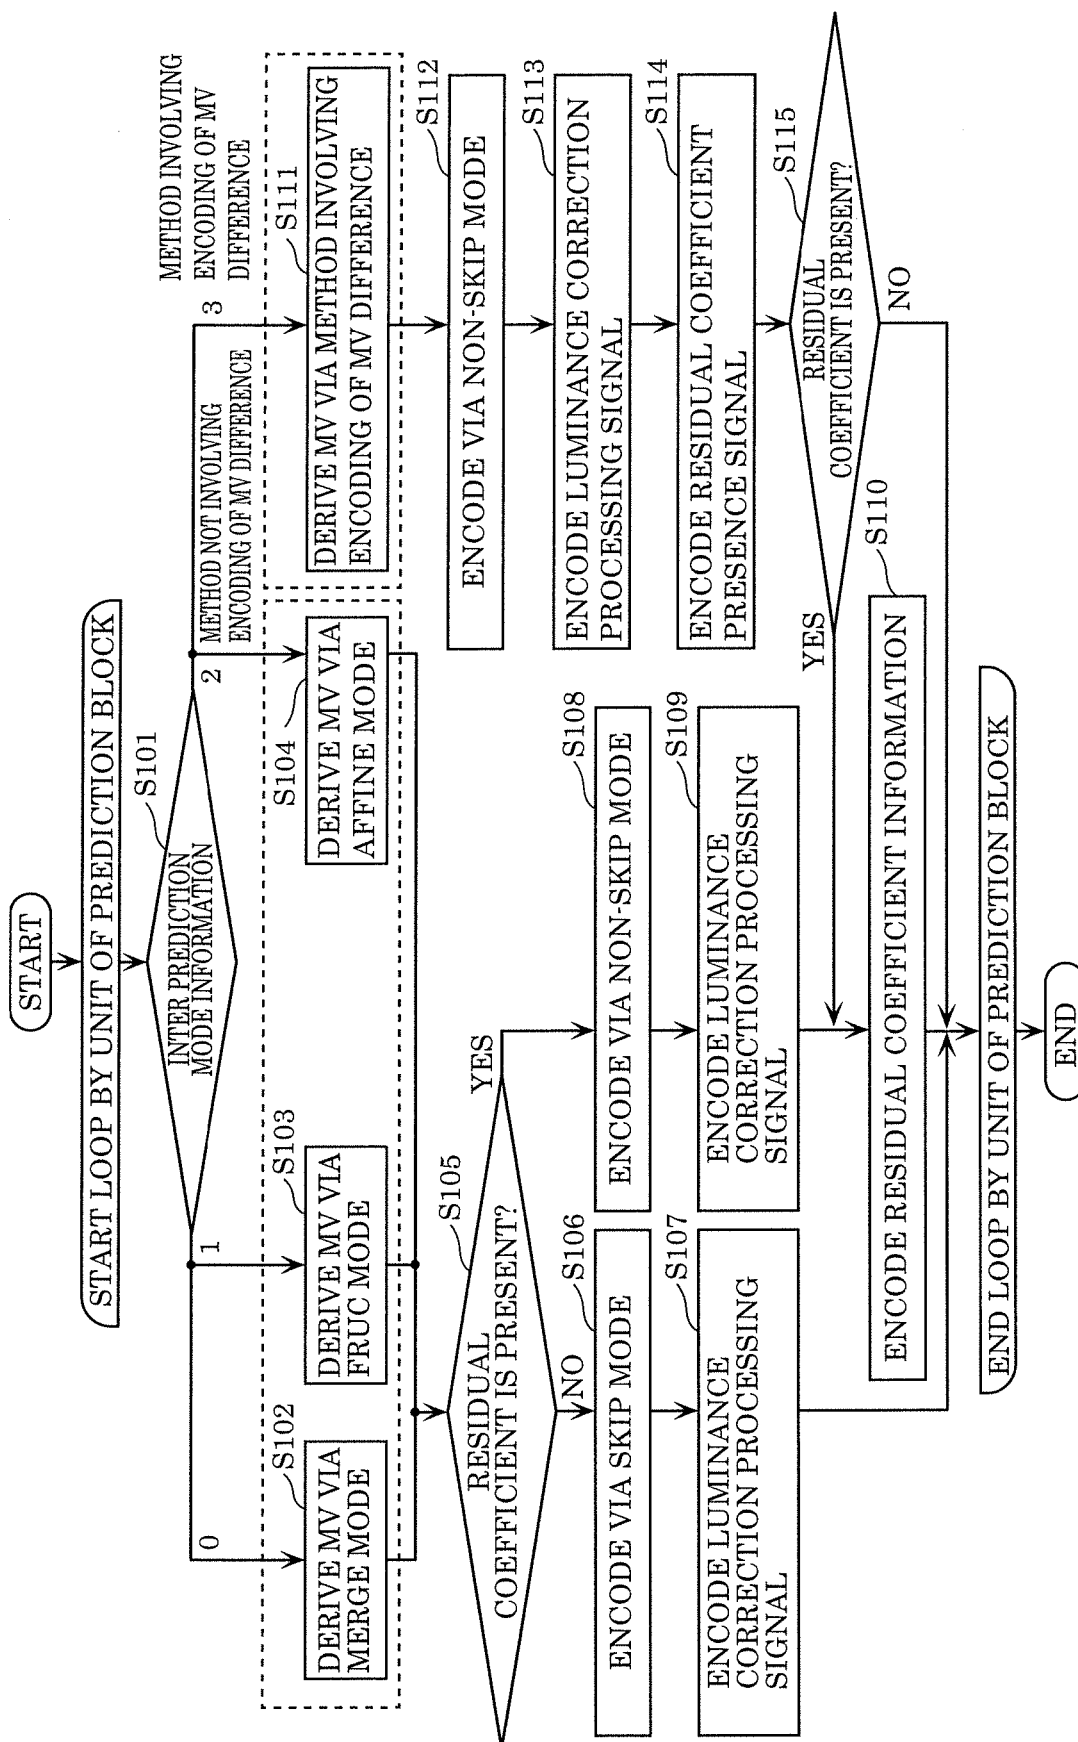 START
START LOOP BY UNIT OF PREDICTION BLOCK
S101
INTER PREDICTION
MODE INFORMATION
0
1
2
3
METHOD NOT INVOLVING
ENCODING OF MV DIFFERENCE
METHOD INVOLVING
ENCODING OF MV
DIFFERENCE
S102
DERIVE MV VIA
MERGE MODE
S103
DERIVE MV VIA
FRUC MODE
S104
DERIVE MV VIA
AFFINE MODE
S111
DERIVE MV VIA METHOD INVOLVING
ENCODING OF MV DIFFERENCE
S105
RESIDUAL
COEFFICIENT IS PRESENT?
YES
NO
S106
ENCODE VIA SKIP MODE
S107
ENCODE LUMINANCE
CORRECTION PROCESSING
SIGNAL
S108
ENCODE VIA NON-SKIP MODE
S109
ENCODE LUMINANCE
CORRECTION PROCESSING
SIGNAL
S112
ENCODE VIA NON-SKIP MODE
S113
ENCODE LUMINANCE CORRECTION
PROCESSING SIGNAL
S114
ENCODE RESIDUAL COEFFICIENT
PRESENCE SIGNAL
S115
RESIDUAL
COEFFICIENT IS PRESENT?
YES
NO
S110
ENCODE RESIDUAL COEFFICIENT INFORMATION
END LOOP BY UNIT OF PREDICTION BLOCK
END